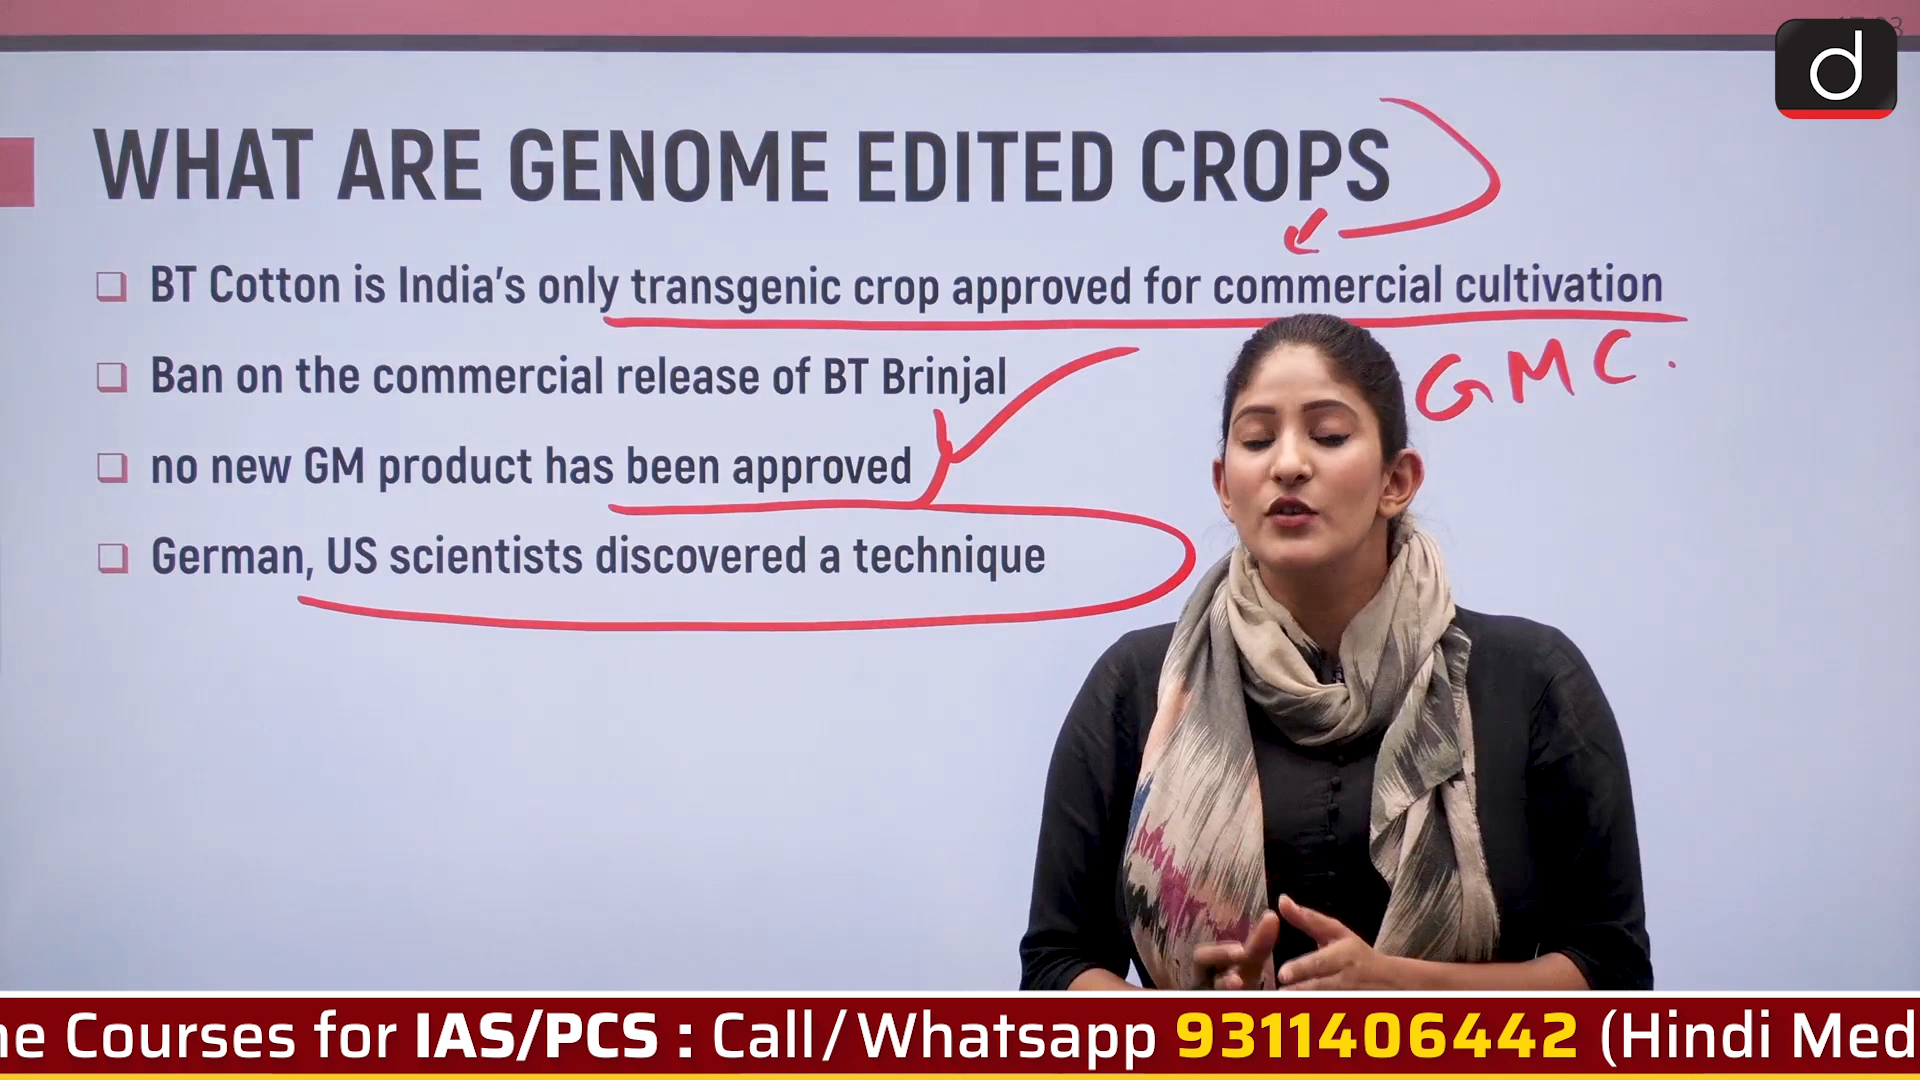 d
WHAT ARE GENOME EDITED CROPS
BT Cotton is India's only transgenic crop approved for commercial cultivation
GMC.
Ban on the commercial release of BT Brinjal
no new GM product has been approved
German, US scientists discovered a technique
ne Courses for IAS/PCS : Call/Whatsapp 9311406442 (Hindi Med